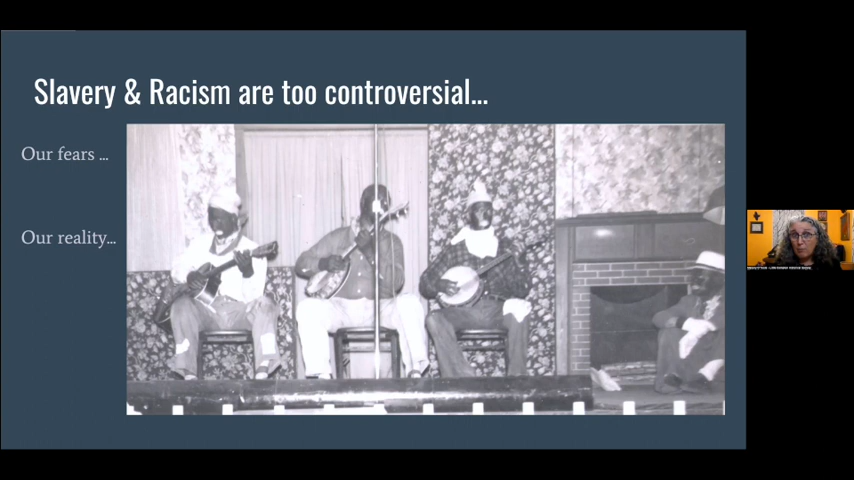 Slavery & Racism are too controversial...
Our fears ...
Our reality...